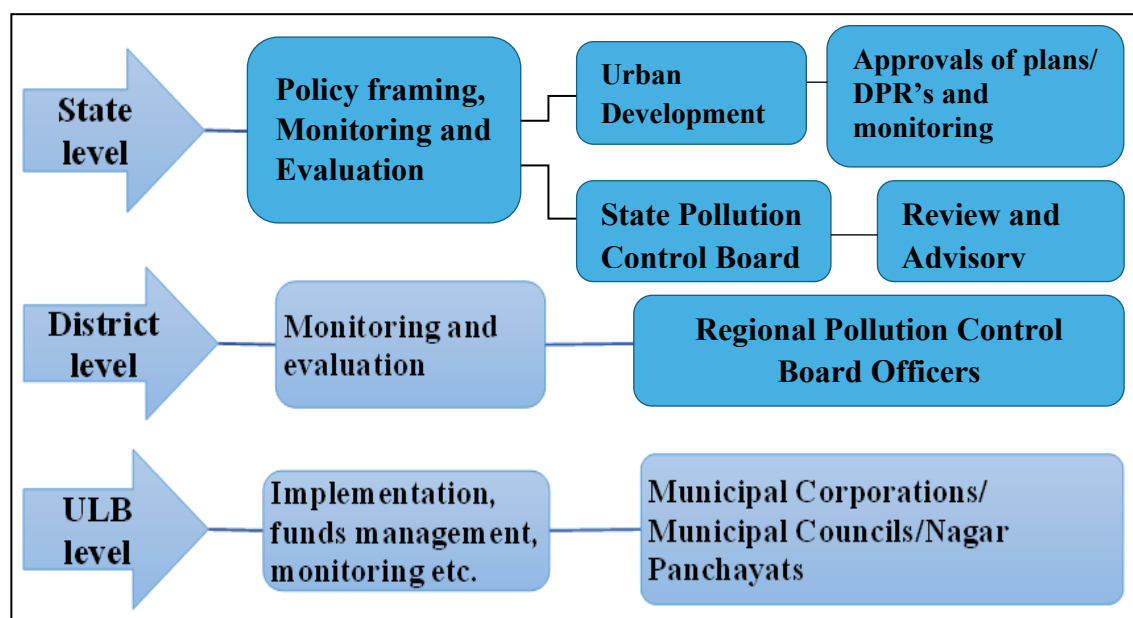 State
level
Policy framing,
Monitoring and
Evaluation
Urban
Development
Approvals of plans/
DPR's and
monitoring
State Pollution
Control Board
Review and
Advisory
District
level
Monitoring and
evaluation
Regional Pollution Control
Board Officers
ULB
level
Implementation,
funds management,
monitoring etc.
Municipal Corporations/
Municipal Councils/Nagar
Panchayats